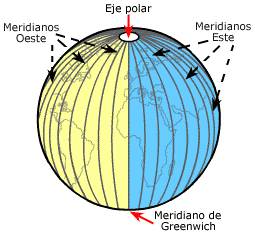 Eje polar
Meridianos
Oeste
Meridianos
Este
Meridiano de
Greenwich